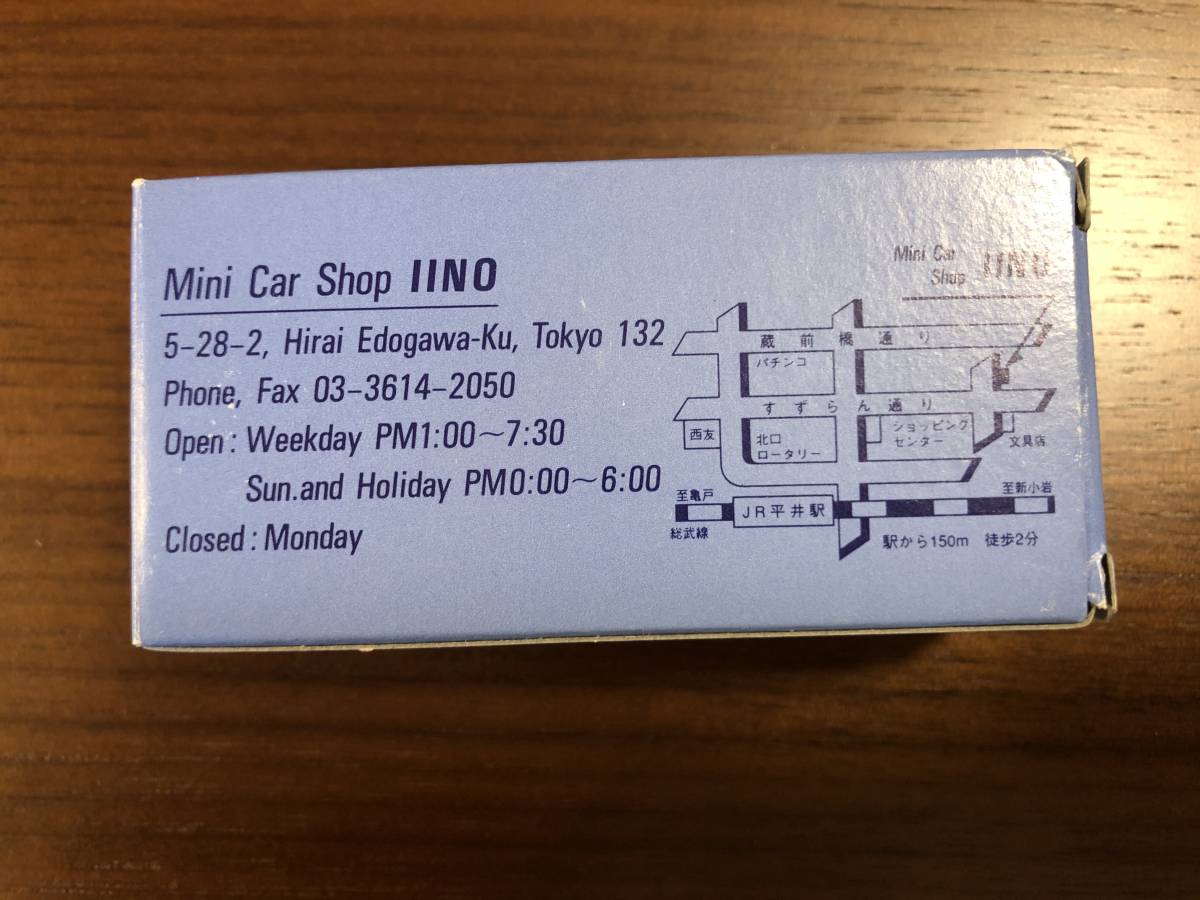 Mini Car Shop IINO
5-28-2, Hirai Edogawa-Ku, Tokyo 132
Phone, Fax 03-3614-2050
Open: Weekday PM1:00~7:30
Sun.and Holiday PM0:00~6:00
Closed: Monday
Mini Car
Shop IINO
蔵前橋通り
パチンコ
すずらん通り
西友
北口
ロータリー
ショッピング
センター
文具店
至亀戸
JR平井駅
至新小岩
総武線
駅から150m 徒歩2分